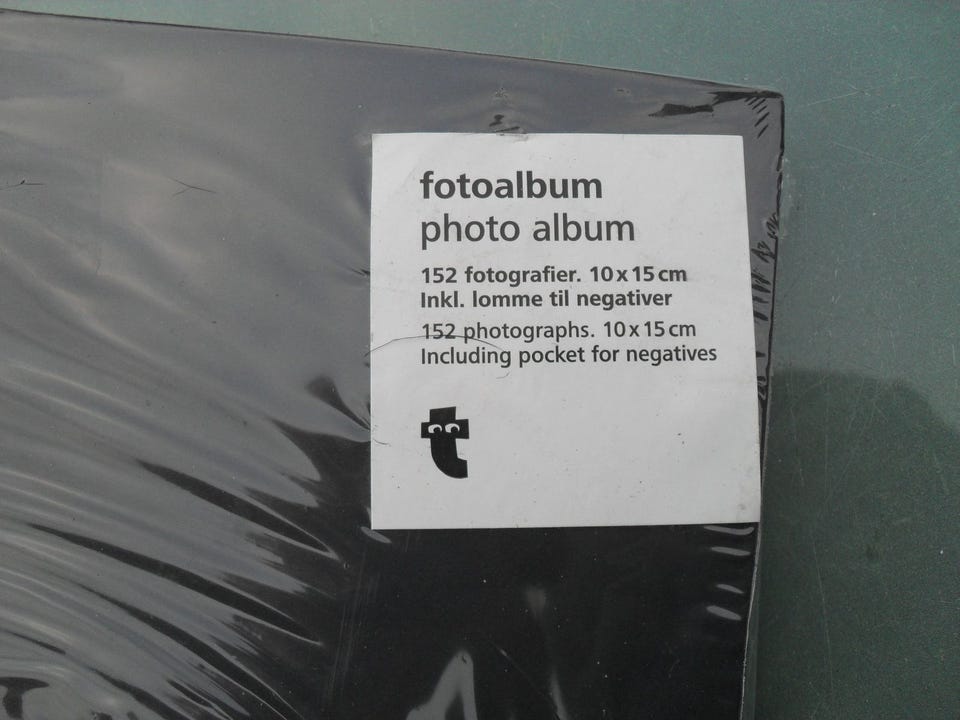 fotoalbum
photo album
152 fotografier. 10 x 15 cm
Inkl. lomme til negativer
152 photographs. 10 x 15 cm
Including pocket for negatives
t